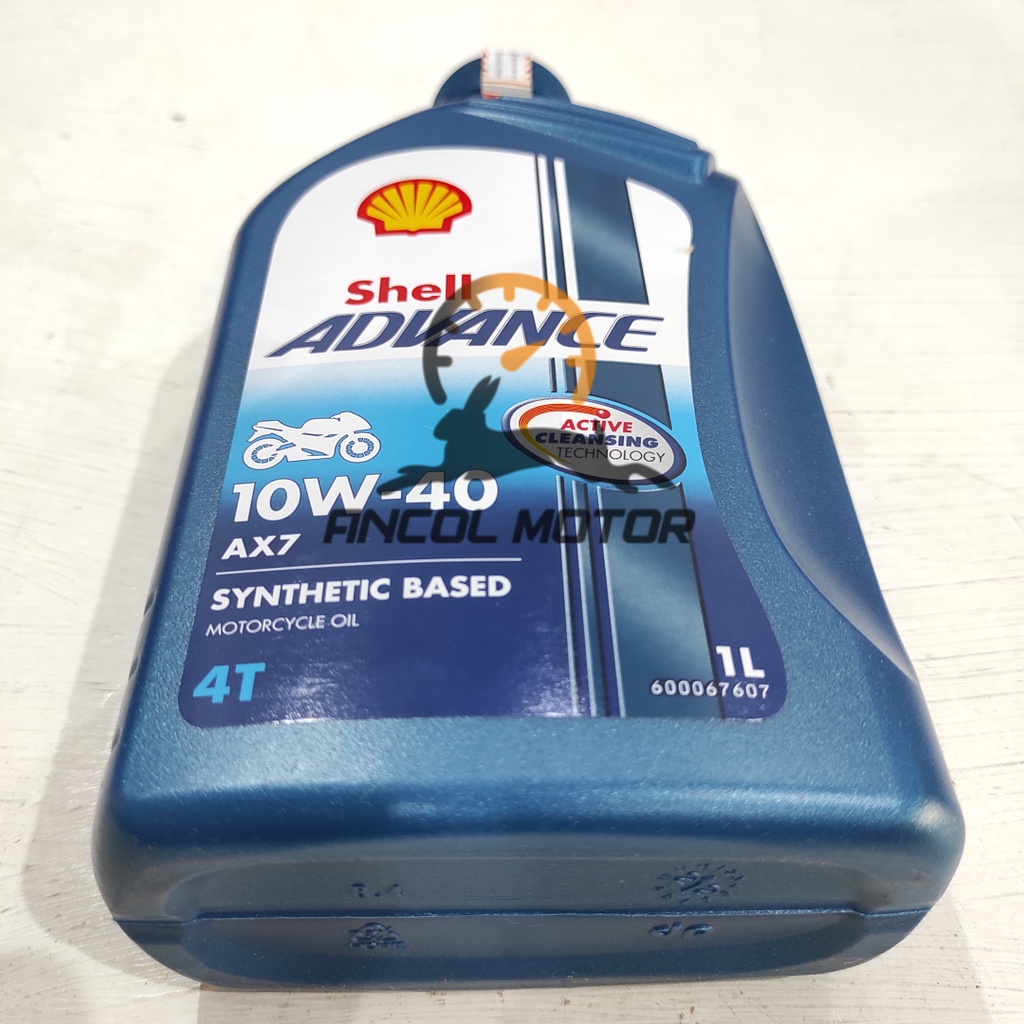 Shell
ADVANCE
ACTIVE
CLEANSING
TECHNOLOGY
10W-40
ANCOL MOTOR
AX7
SYNTHETIC BASED
MOTORCYCLE OIL
4T
1L
600067607